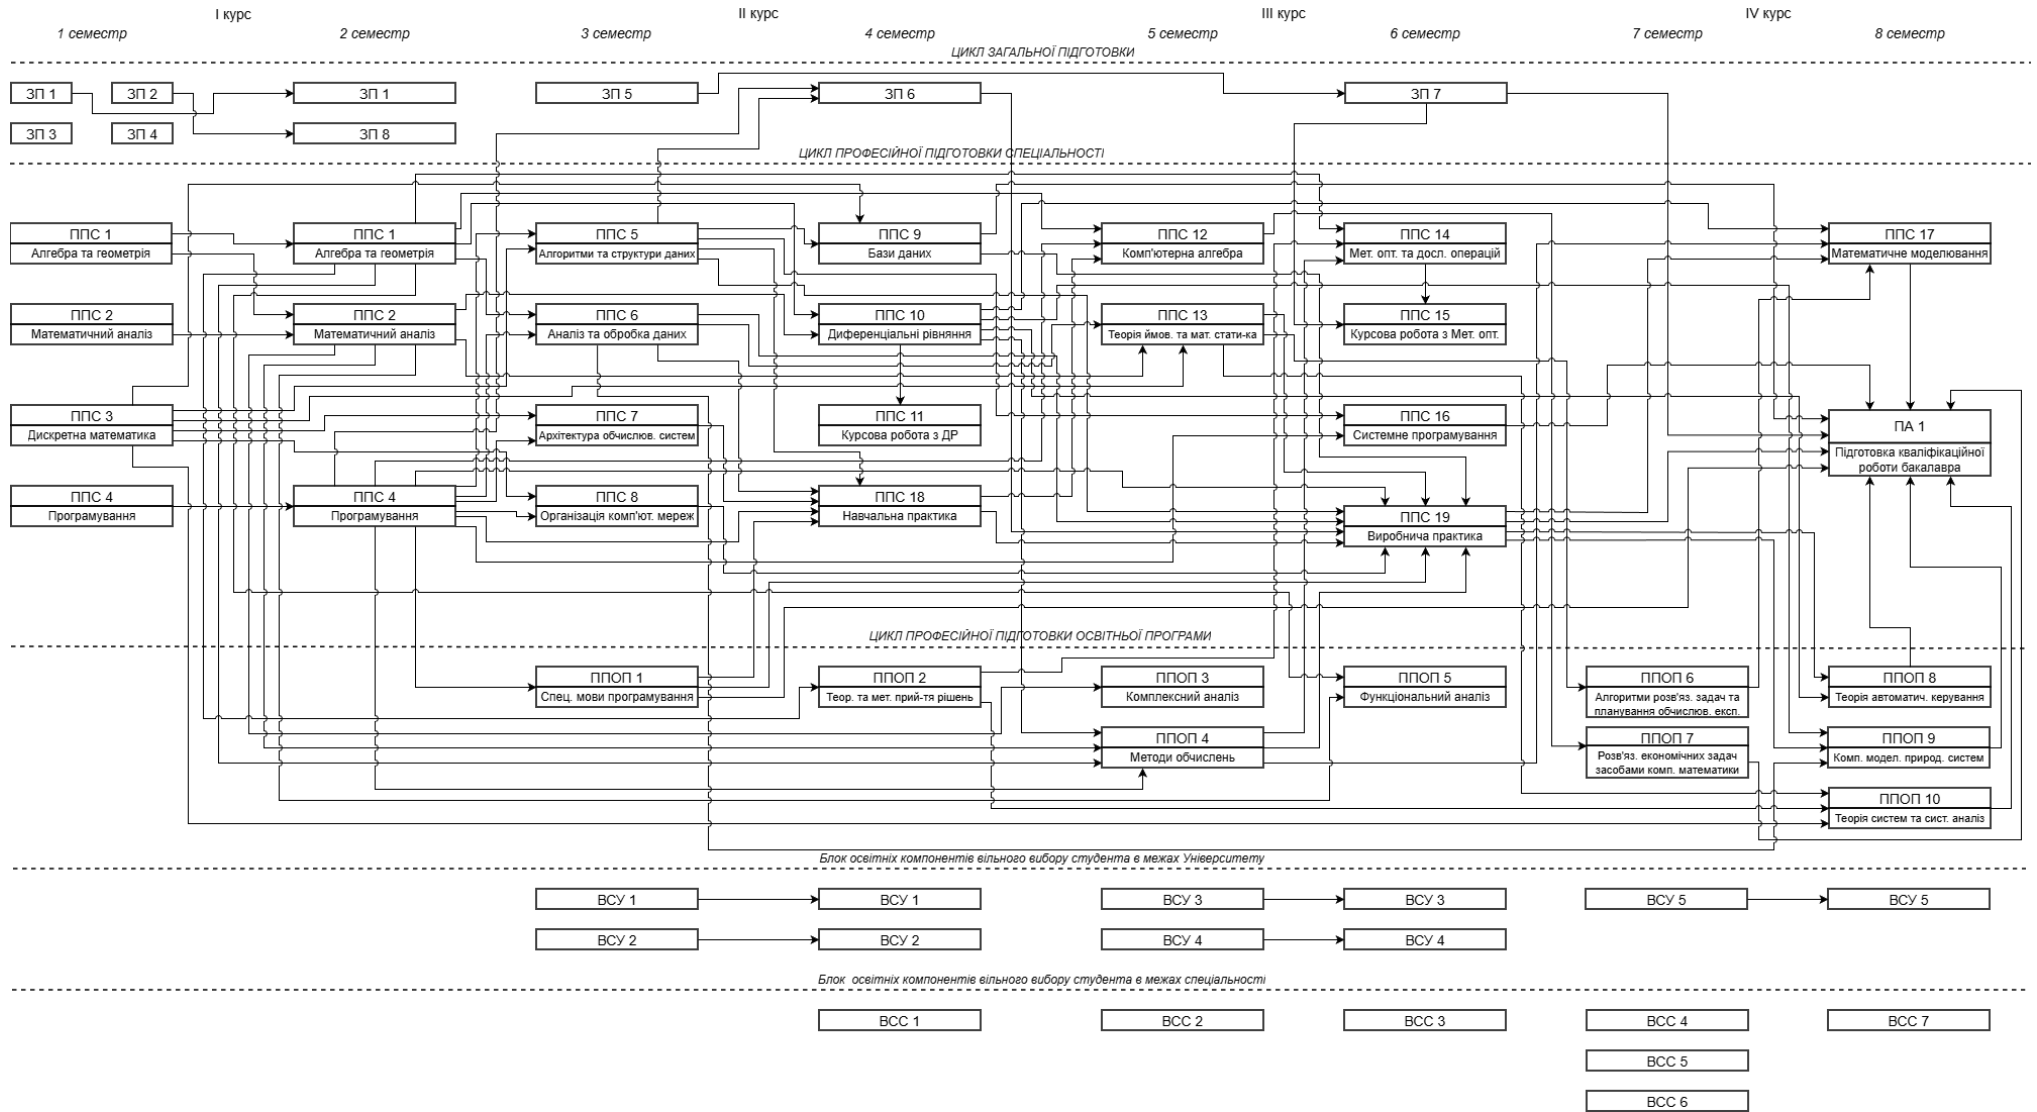 I курс
II курс
III курс
IV курс
1 семестр
2 семестр
3 семестр
4 семестр
5 семестр
6 семестр
7 семестр
8 семестр
ЦИКЛ ЗАГАЛЬНОЇ ПІДГОТОВКИ
ЗП 1
ЗП 2
ЗП 1
ЗП 5
ЗП 6
ЗП 7
ЗП 3
ЗП 4
ЗП 8
ЦИКЛ ПРОФЕСІЙНОЇ ПІДГОТОВКИ СПЕЦІАЛЬНОСТІ
ППС 1
Алгебра та геометрія
ППС 1
Алгебра та геометрія
ППС 5
Алгоритми та структури даних
ППС 9
Бази даних
ППС 12
Комп'ютерна алгебра
ППС 14
Мет. опт. та досл. операцій
ППС 17
Математичне моделювання
ППС 2
Математичний аналіз
ППС 2
Математичний аналіз
ППС 6
Аналіз та обробка даних
ППС 10
Диференціальні рівняння
ППС 13
Теорія ймов. та мат. стати-ка
ППС 15
Курсова робота з Мет. опт.
ППС 3
Дискретна математика
ППС 7
Архітектура обчислюв. систем
ППС 11
Курсова робота з ДР
ППС 16
Системне програмування
ПА 1
Підготовка кваліфікаційної
роботи бакалавра
ППС 4
Програмування
ППС 4
Програмування
ППС 8
Організація комп'ют. мереж
ППС 18
Навчальна практика
ППС 19
Виробнича практика
ЦИКЛ ПРОФЕСІЙНОЇ ПІДГОТОВКИ ОСВІТНЬОЇ ПРОГРАМИ
ППОП 1
Спец. мови програмування
ППОП 2
Теор. та мет. прий-тя рішень
ППОП 3
Комплексний аналіз
ППОП 5
Функціональний аналіз
ППОП 6
Алгоритми розв'яз. задач та
планування обчислюв. експ.
ППОП 8
Теорія автоматич. керування
ППОП 4
Методи обчислень
ППОП 7
Розв'яз. економічних задач
засобами комп. математики
ППОП 9
Комп. модел. природ. систем
ППОП 10
Теорія систем та сист. аналіз
Блок освітніх компонентів вільного вибору студента в межах Університету
ВСУ 1
ВСУ 1
ВСУ 3
ВСУ 3
ВСУ 5
ВСУ 5
ВСУ 2
ВСУ 2
ВСУ 4
ВСУ 4
Блок освітніх компонентів вільного вибору студента в межах спеціальності
ВСС 1
ВСС 2
ВСС 3
ВСС 4
ВСС 7
ВСС 5
ВСС 6